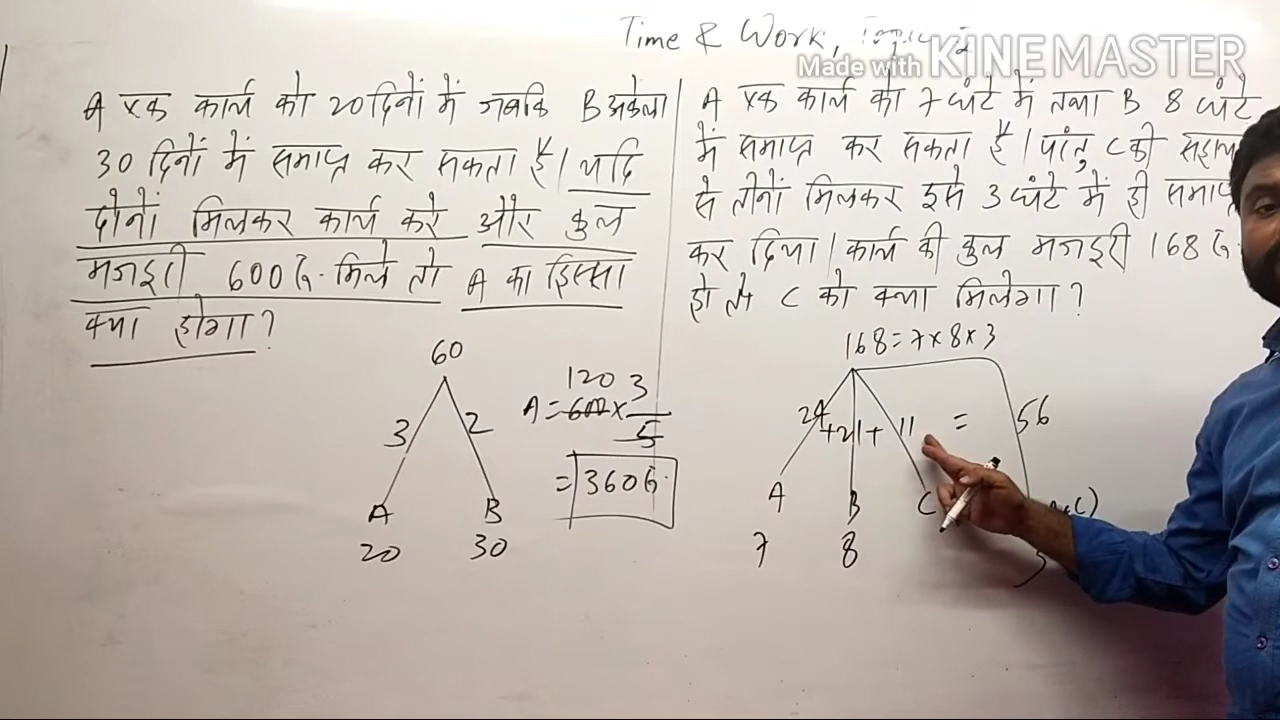 Time & Work, Topic
Made with KINEMASTER
A एक कार्य को 20 दिनों में जबकि B अकेला
30 दिनों में समाप्त कर सकता है। यदि
दोनों मिलकर कार्य करे और कुल
मजदूरी 600 रु. मिले तो A का हिस्सा
क्या होगा?
60
3 2
A B
20 30
120 3
A = 600 × 3/5
= 360 रु.
A एक कार्य को 7 घंटे में तथा B 8 घंटे
में समाप्त कर सकता है। परंतु C की
से तीनों मिलकर इसे 3 घंटे में ही
कर दिया। कार्य की कुल मजदूरी 168 रु.
हो तो C को क्या मिलेगा?
168 = 7 × 8 × 3
24 + 21 + 11 = 56
A B C
7 8